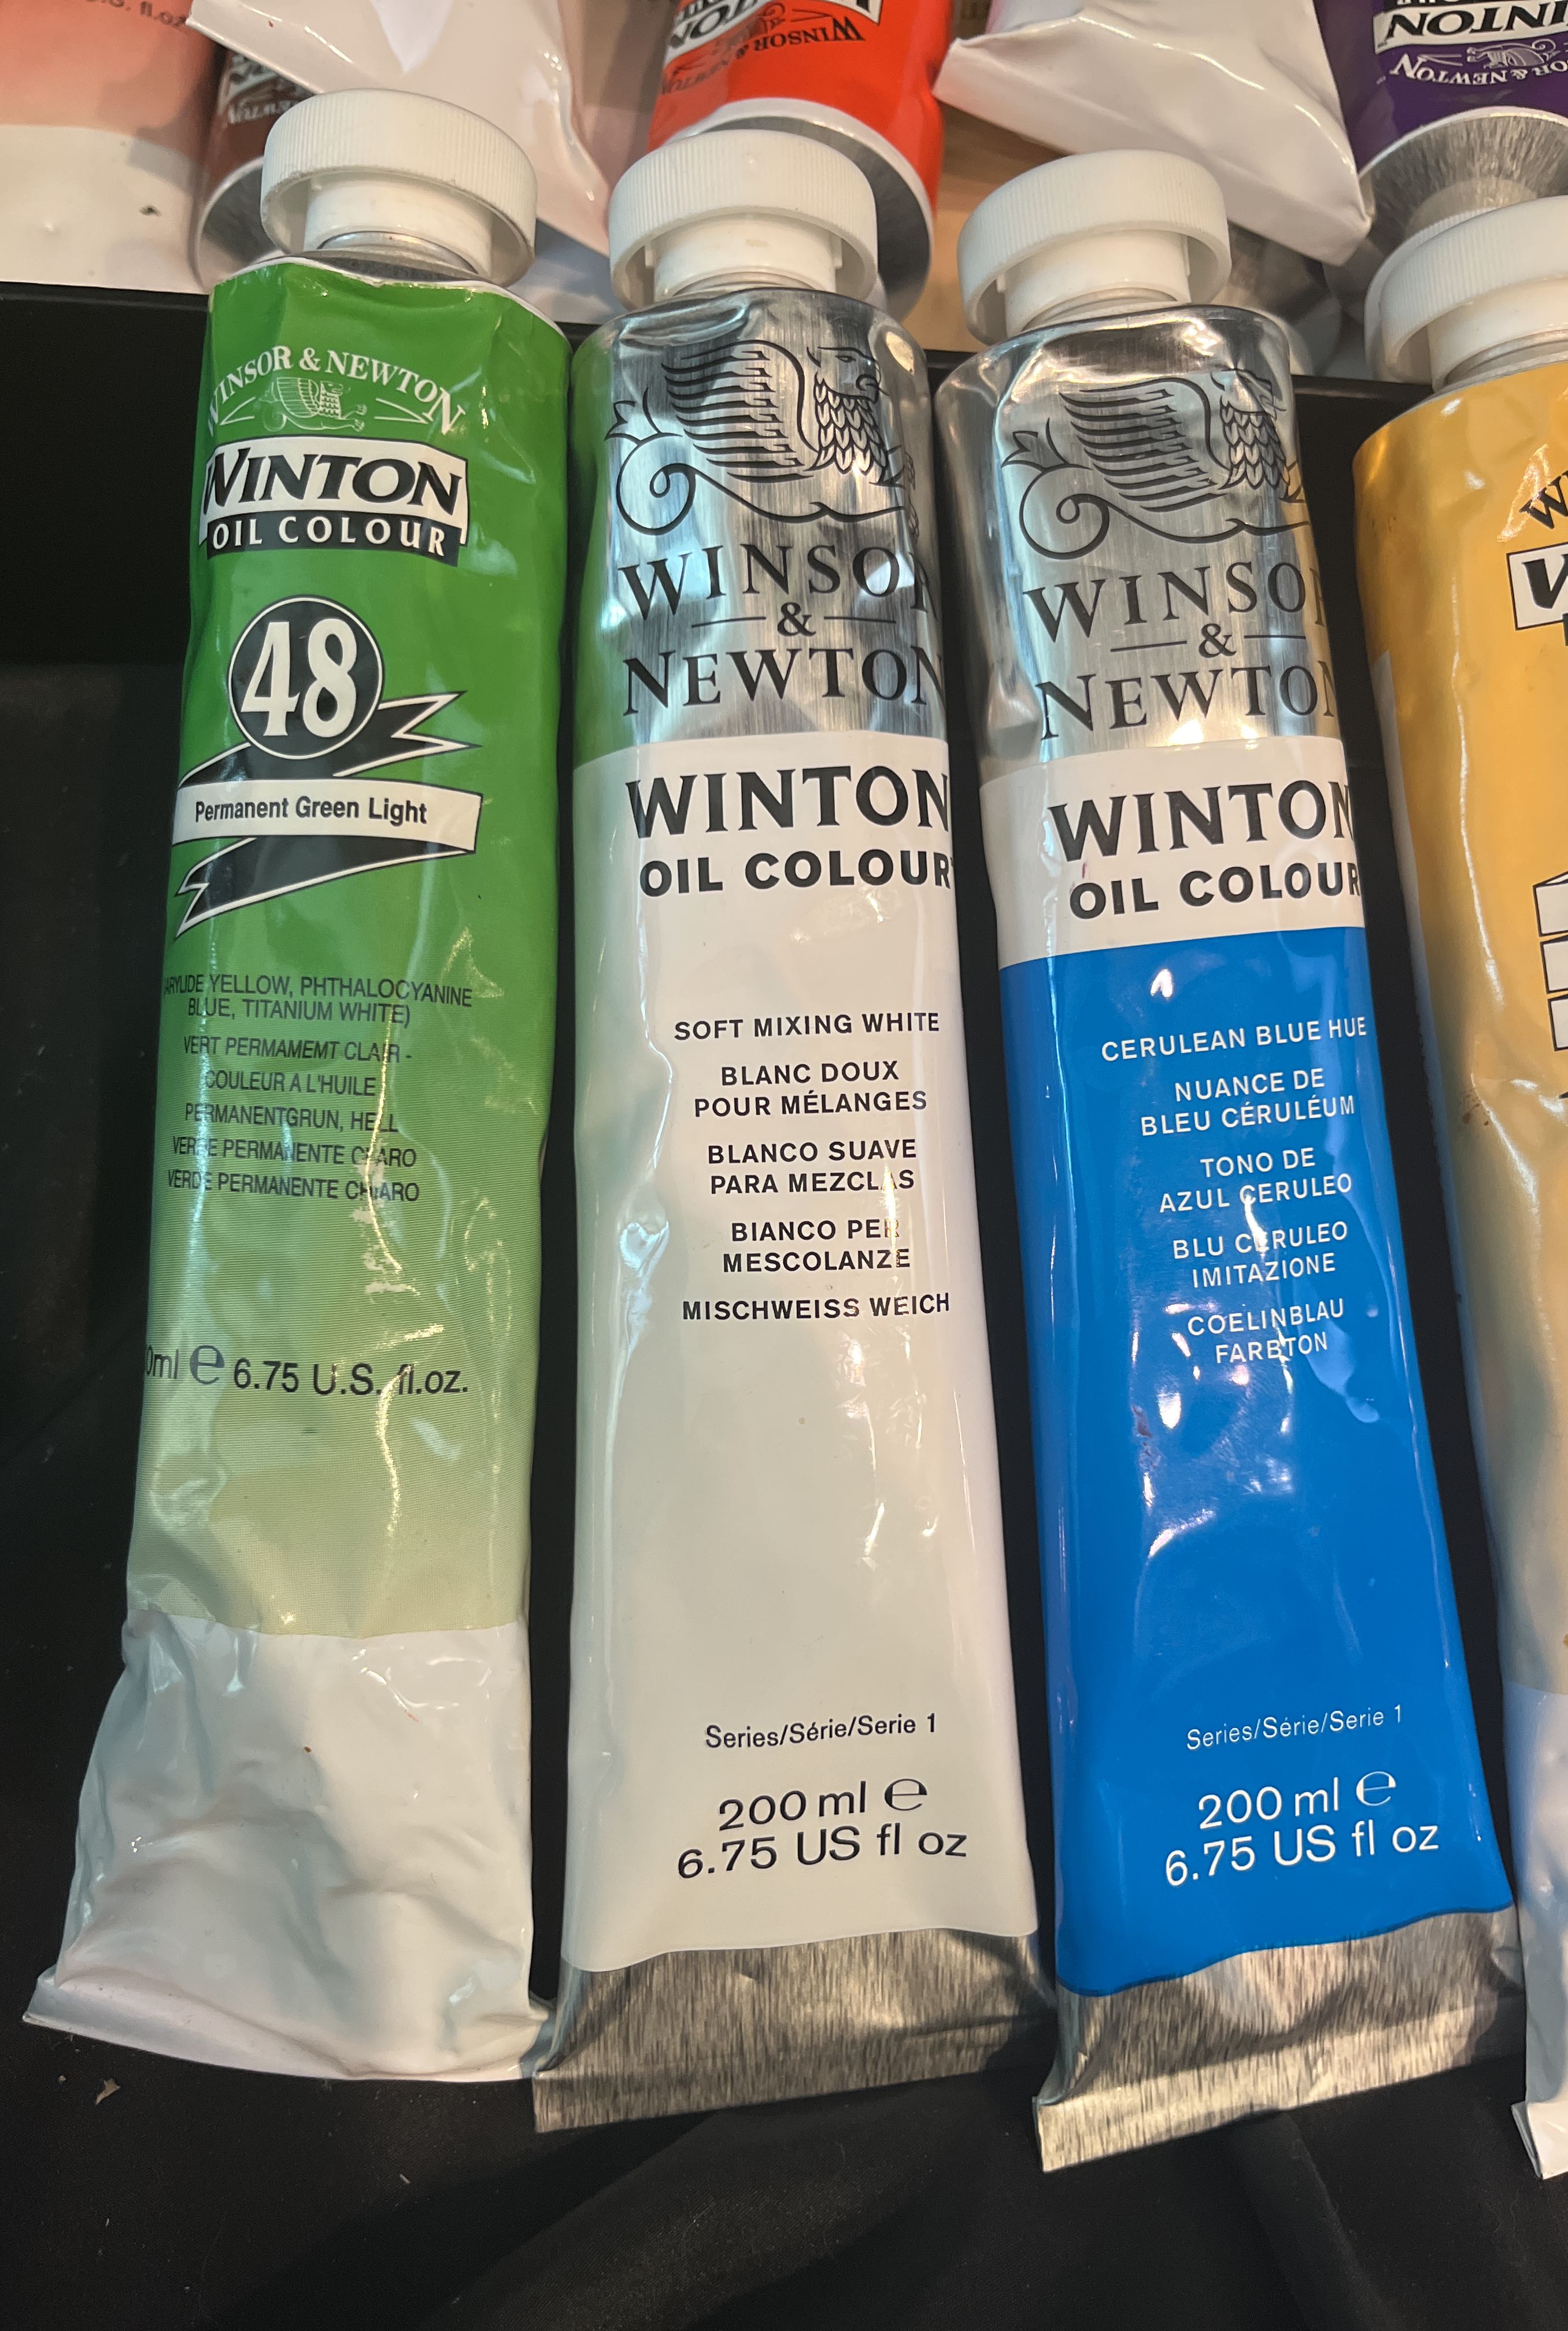 WINSOR & NEWTON
WINTON
OIL COLOUR
48
Permanent Green Light
ARYLIDE YELLOW, PHTHALOCYANINE
BLUE, TITANIUM WHITE)
VERT PERMAMEMT CLAIR -
COULEUR A L'HUILE
PERMANENTGRUN, HELL
VERDE PERMANENTE CLARO
VERDE PERMANENTE CHIARO
0ml e 6.75 U.S. fl.oz.
WINSOR
&
NEWTON
WINTON
OIL COLOUR
SOFT MIXING WHITE
BLANC DOUX
POUR MÉLANGES
BLANCO SUAVE
PARA MEZCLAS
BIANCO PER
MESCOLANZE
MISCHWEISS WEICH
Series/Série/Serie 1
200 ml e
6.75 US fl oz
WINSOR
&
NEWTON
WINTON
OIL COLOUR
CERULEAN BLUE HUE
NUANCE DE
BLEU CÉRULÉUM
TONO DE
AZUL CERULEO
BLU CERULEO
IMITAZIONE
COELINBLAU
FARBTON
Series/Série/Serie 1
200 ml e
6.75 US fl oz
WINTON
WINSOR & NEWTON
WINTON
WINSOR & NEWTON